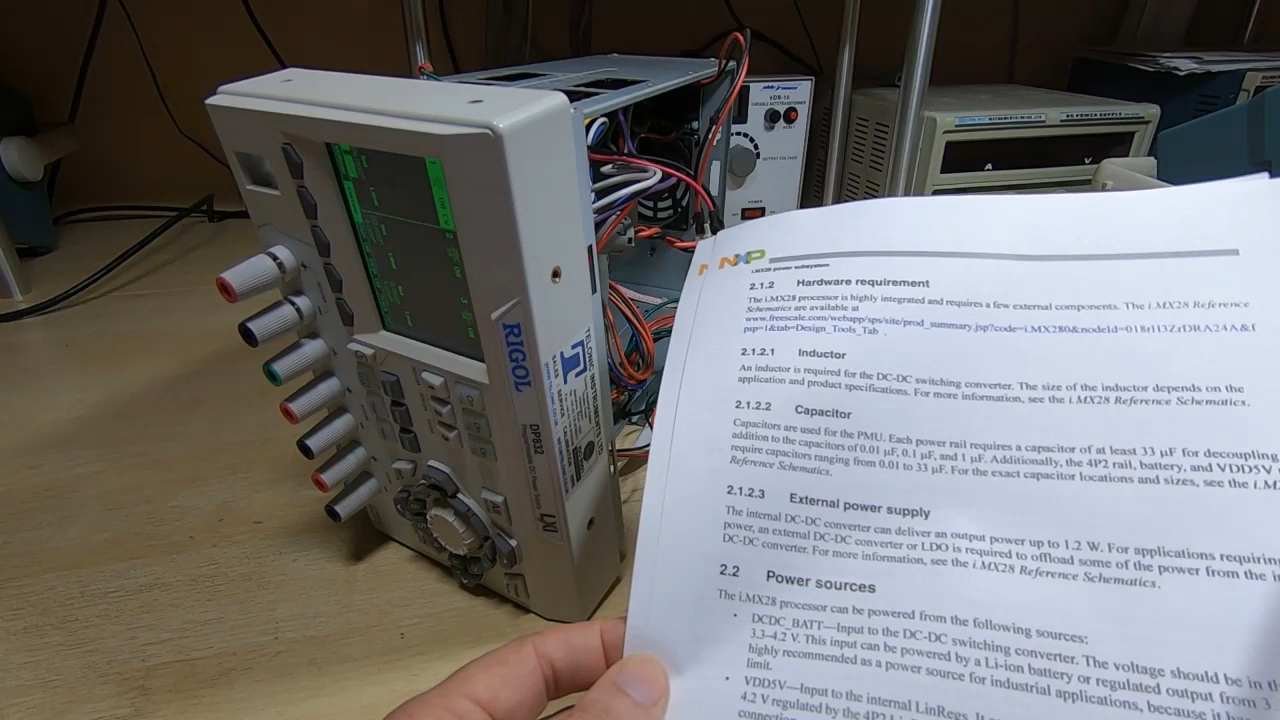 VDB-10
VARIABLE AUTOTRANSFORMER
RESET
OUTPUT VOLTAGE
POWER
DC POWER SUPPLY
A V
RIGOL
DP832
Programmable DC Power Supply
LXI
TELONIC INSTRUMENTS LTD
SALES - SERVICE
NXP
i.MX28 power subsystem
2.1.2 Hardware requirement
The i.MX28 processor is highly integrated and requires a few external components. The i.MX28 Reference
Schematics are available at
www.freescale.com/webapp/sps/site/prod_summary.jsp?code=i.MX280&nodeId=018rH3ZrDRA24A&f
psp=1&tab=Design_Tools_Tab .
2.1.2.1 Inductor
An inductor is required for the DC-DC switching converter. The size of the inductor depends on the
application and product specifications. For more information, see the i.MX28 Reference Schematics.
2.1.2.2 Capacitor
Capacitors are used for the PMU. Each power rail requires a capacitor of at least 33 µF for decoupling
addition to the capacitors of 0.01 µF, 0.1 µF, and 1 µF. Additionally, the 4P2 rail, battery, and VDD5V
require capacitors ranging from 0.01 to 33 µF. For the exact capacitor locations and sizes, see the i.M
Reference Schematics.
2.1.2.3 External power supply
The internal DC-DC converter can deliver an output power up to 1.2 W. For applications requiring
power, an external DC-DC converter or LDO is required to offload some of the power from the i
DC-DC converter. For more information, see the i.MX28 Reference Schematics.
2.2 Power sources
The i.MX28 processor can be powered from the following sources:
• DCDC_BATT—Input to the DC-DC switching converter. The voltage should be in th
3.3–4.2 V. This input can be powered by a Li-ion battery or regulated output from 3
highly recommended as a power source for industrial applications, because it
limit.
• VDD5V—Input to the internal LinRegs.
4.2 V regulated by the 4P2